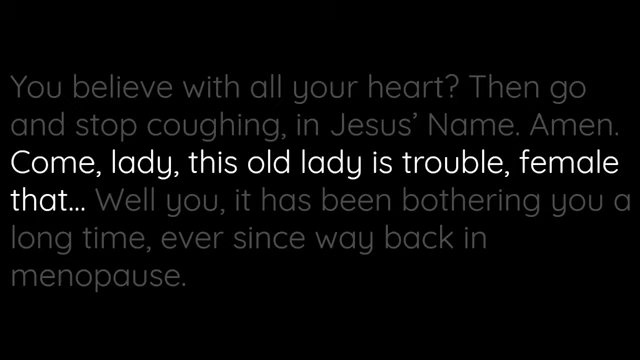 You believe with all your heart? Then go
and stop coughing, in Jesus’ Name. Amen.
Come, lady, this old lady is trouble, female
that... Well you, it has been bothering you a
long time, ever since way back in
menopause.